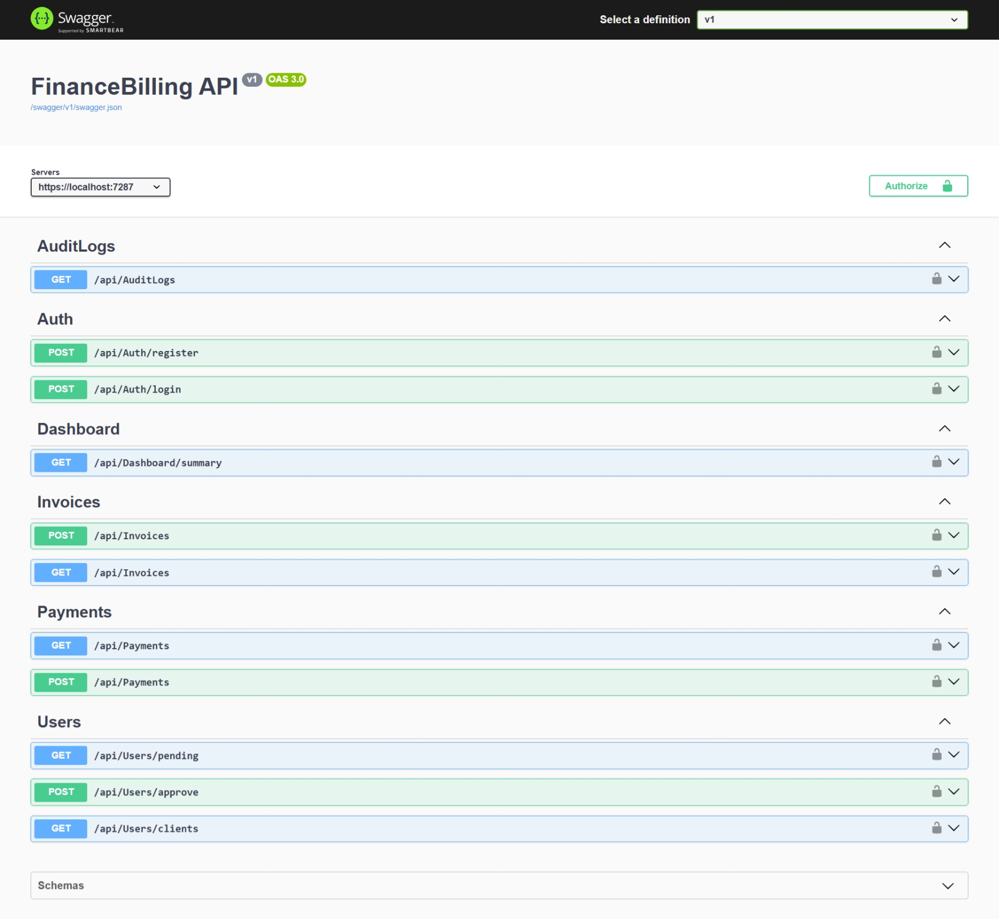 Swagger
Supported by SMARTBEAR
Select a definition
v1
FinanceBilling API v1 OAS 3.0
/swagger/v1/swagger.json
Servers
https://localhost:7287
Authorize
AuditLogs
GET /api/AuditLogs
Auth
POST /api/Auth/register
POST /api/Auth/login
Dashboard
GET /api/Dashboard/summary
Invoices
POST /api/Invoices
GET /api/Invoices
Payments
GET /api/Payments
POST /api/Payments
Users
GET /api/Users/pending
POST /api/Users/approve
GET /api/Users/clients
Schemas